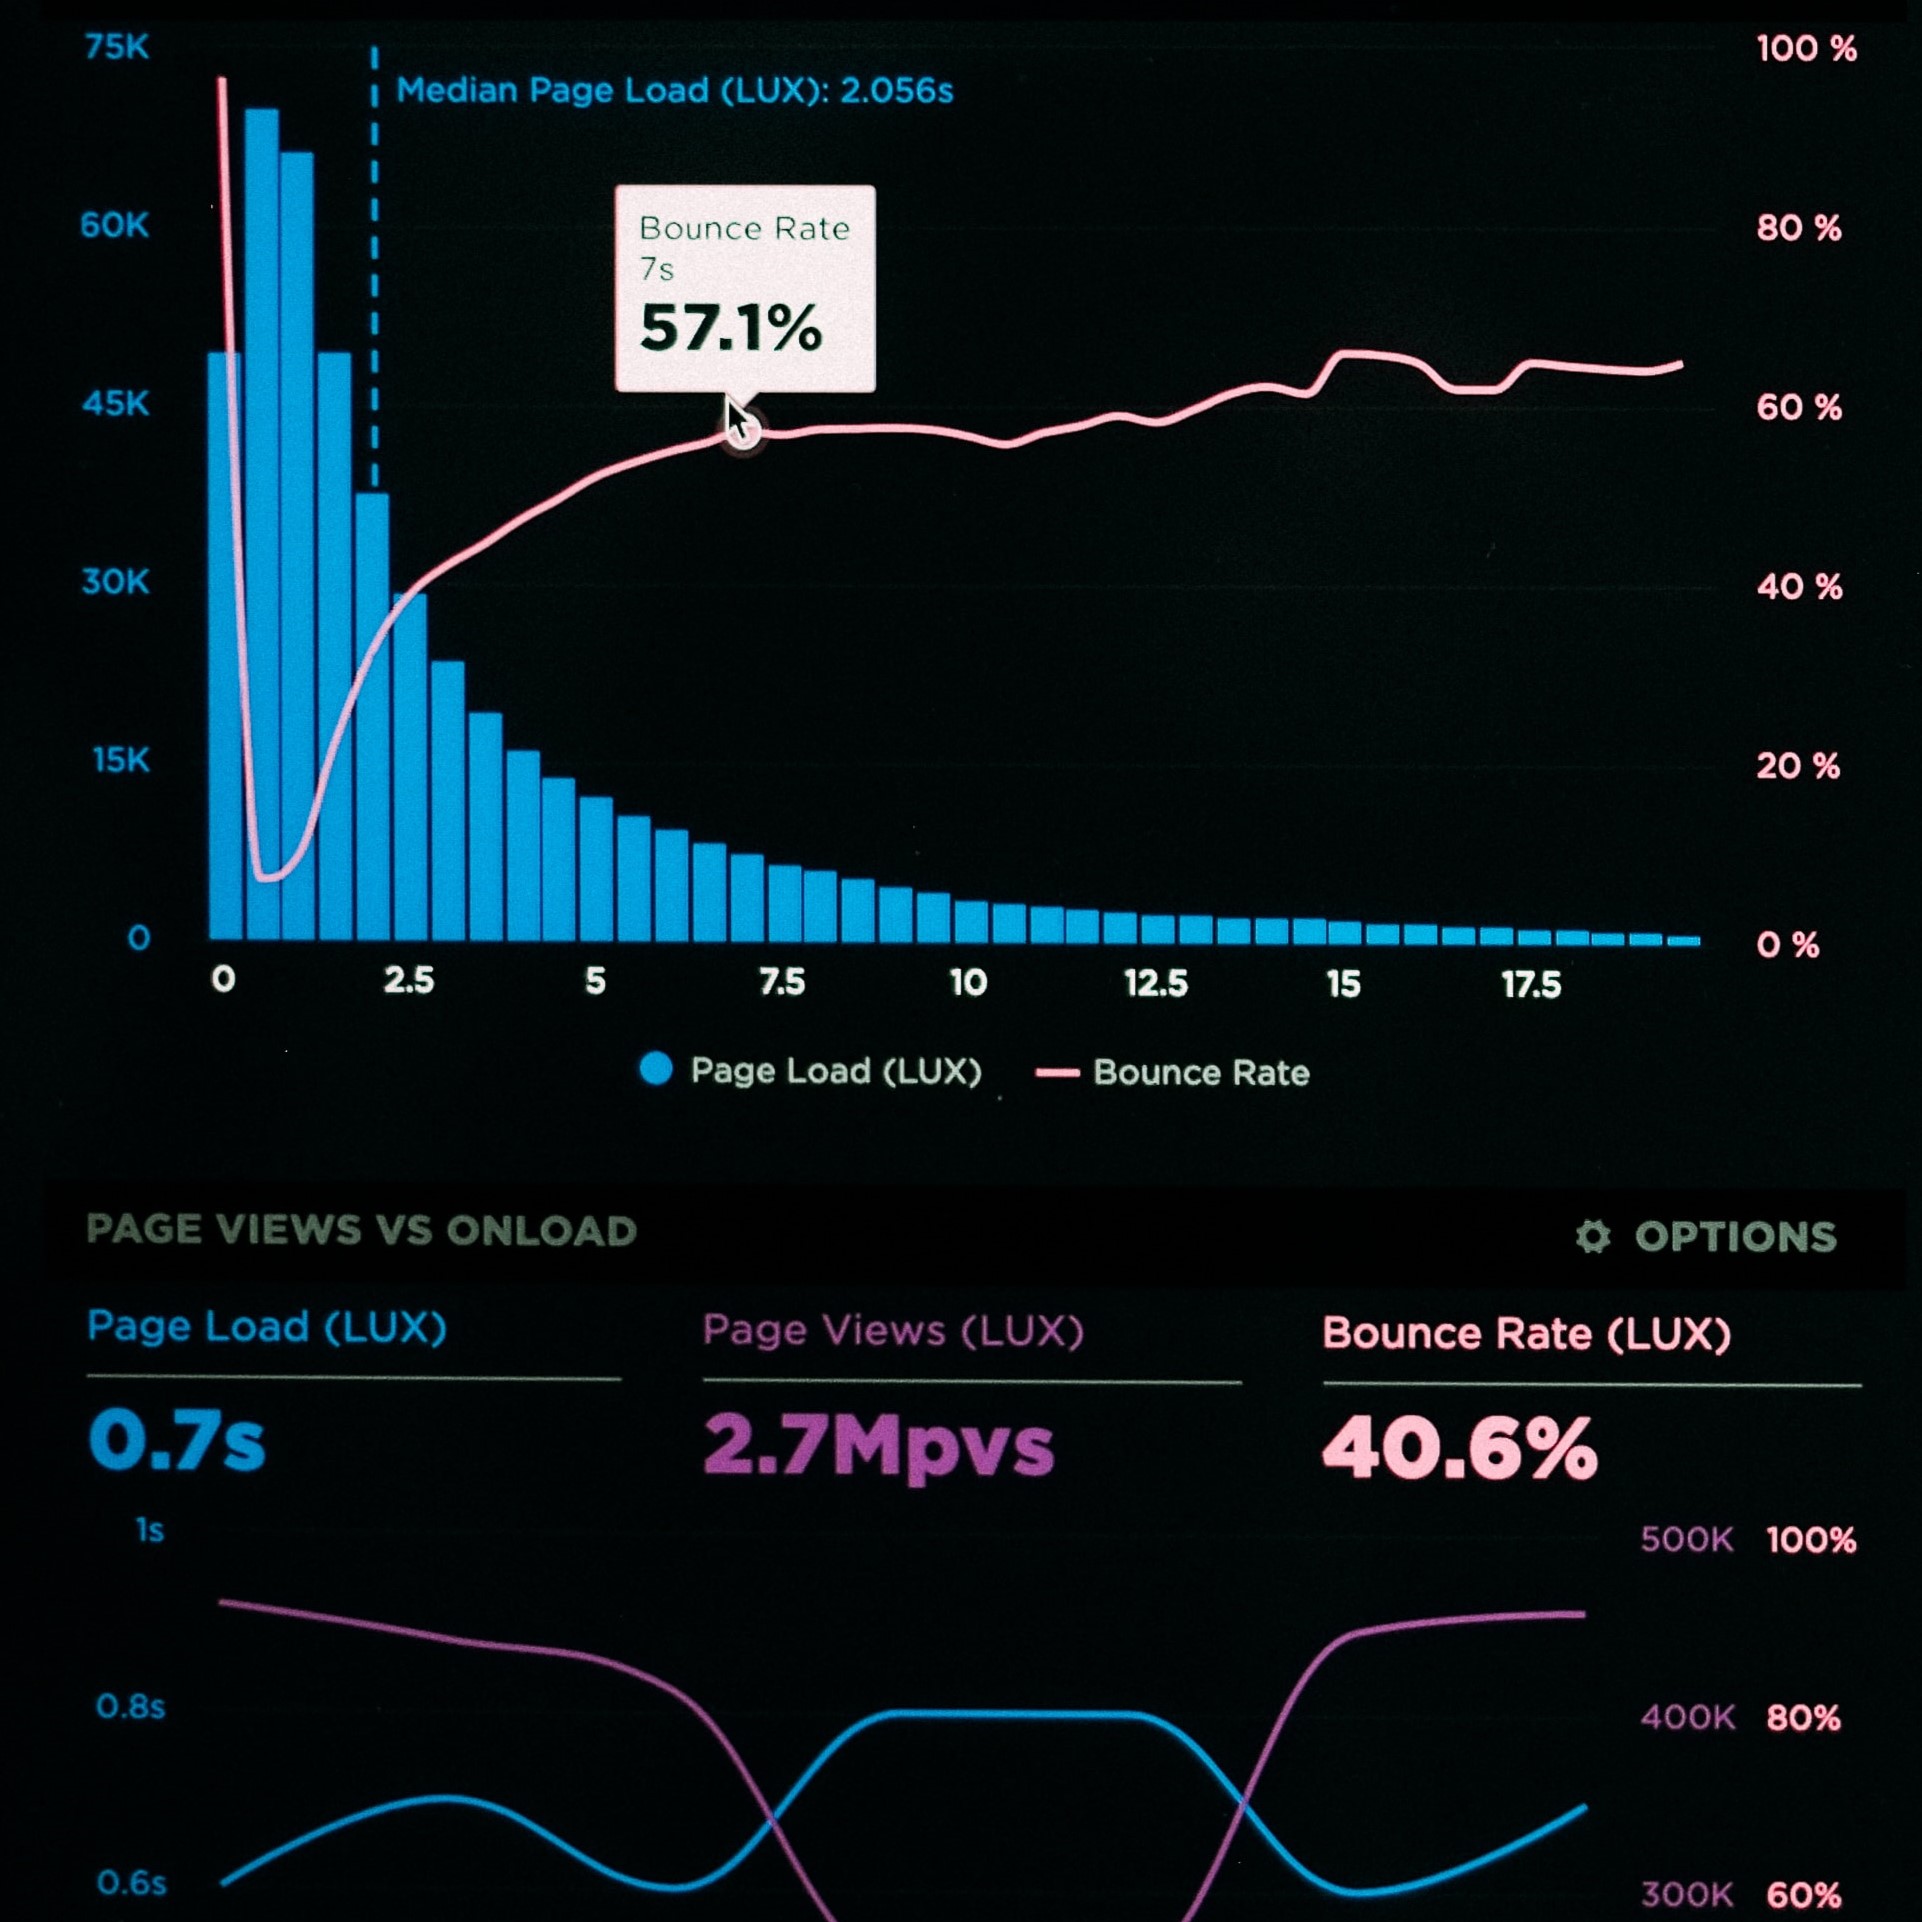 75K
100 %
Median Page Load (LUX): 2.056s
60K
80 %
Bounce Rate
7s
57.1%
45K
60 %
30K
40 %
15K
20 %
0
0 %
0 2.5 5 7.5 10 12.5 15 17.5
Page Load (LUX) Bounce Rate
PAGE VIEWS VS ONLOAD
OPTIONS
Page Load (LUX)
Page Views (LUX)
Bounce Rate (LUX)
0.7s
2.7Mpvs
40.6%
1s
500K 100%
0.8s
400K 80%
0.6s
300K 60%